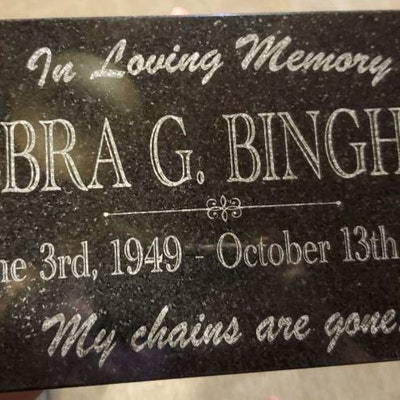 In Loving Memory
BRA G. BINGH
ne 3rd, 1949 - October 13th
My chains are gone.